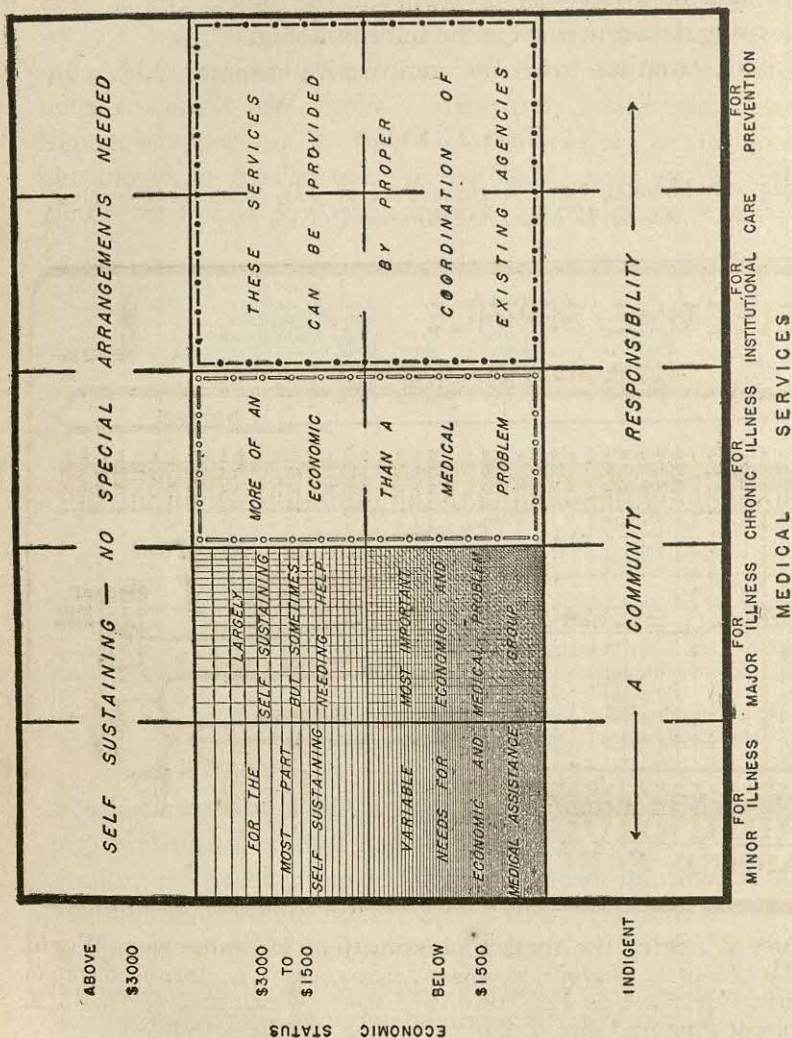 ECONOMIC STATUS
ABOVE
$3000
SELF SUSTAINING — NO SPECIAL ARRANGEMENTS NEEDED
$3000
TO
$1500
FOR THE
MOST PART
SELF SUSTAINING
LARGELY
SELF SUSTAINING
BUT SOMETIMES
NEEDING HELP
BELOW
$1500
VARIABLE
NEEDS FOR
ECONOMIC AND
MEDICAL ASSISTANCE
MOST IMPORTANT
ECONOMIC AND
MEDICAL PROBLEM
GROUP
MORE OF AN
ECONOMIC
THAN A
MEDICAL
PROBLEM
THESE SERVICES
CAN BE PROVIDED
BY PROPER
COORDINATION OF
EXISTING AGENCIES
INDIGENT
A COMMUNITY RESPONSIBILITY
FOR
MINOR ILLNESS
FOR
MAJOR ILLNESS
FOR
CHRONIC ILLNESS
FOR
INSTITUTIONAL CARE
FOR
PREVENTION
MEDICAL SERVICES